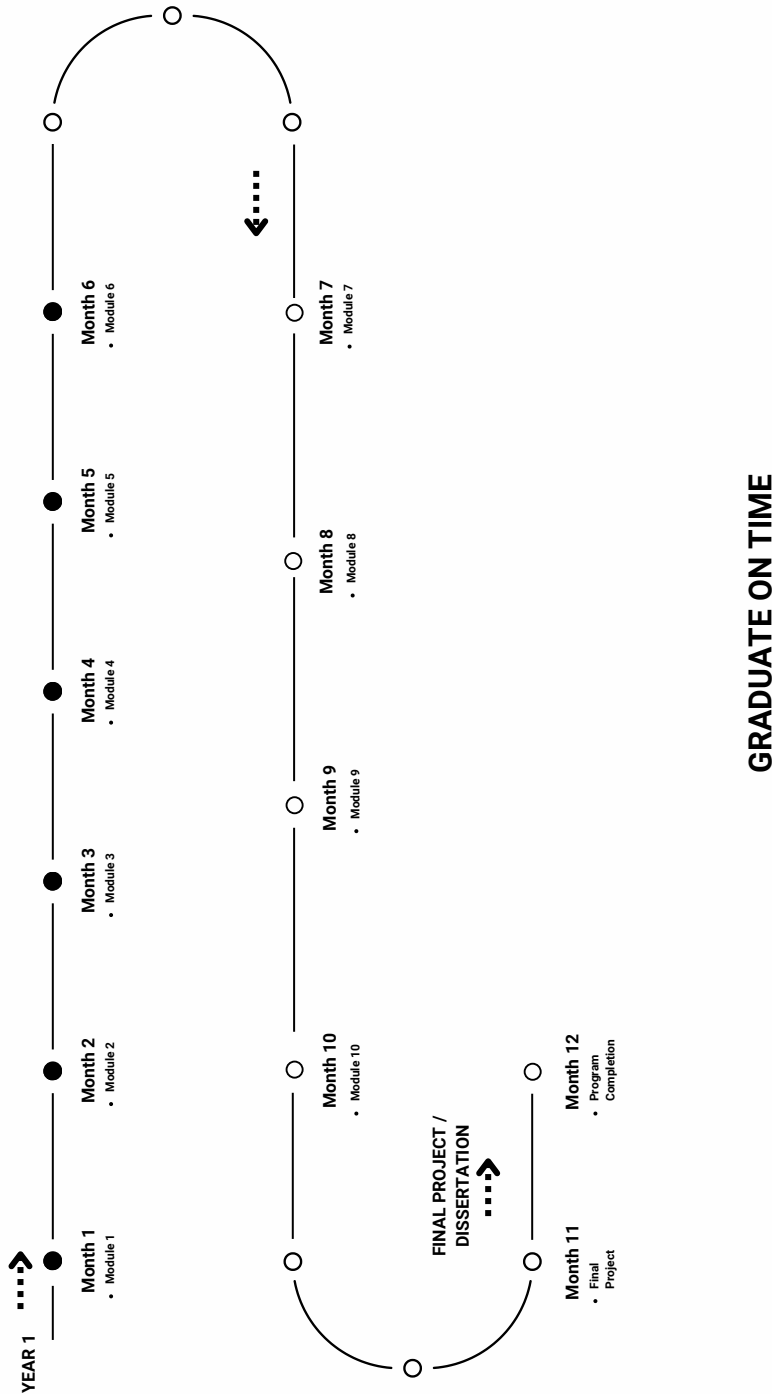 GRADUATE ON TIME
YEAR 1
Month 1
• Module 1
Month 2
• Module 2
Month 3
• Module 3
Month 4
• Module 4
Month 5
• Module 5
Month 6
• Module 6
Month 7
• Module 7
Month 8
• Module 8
Month 9
• Module 9
Month 10
• Module 10
FINAL PROJECT /
DISSERTATION
Month 11
• Final
Project
Month 12
• Program
Completion